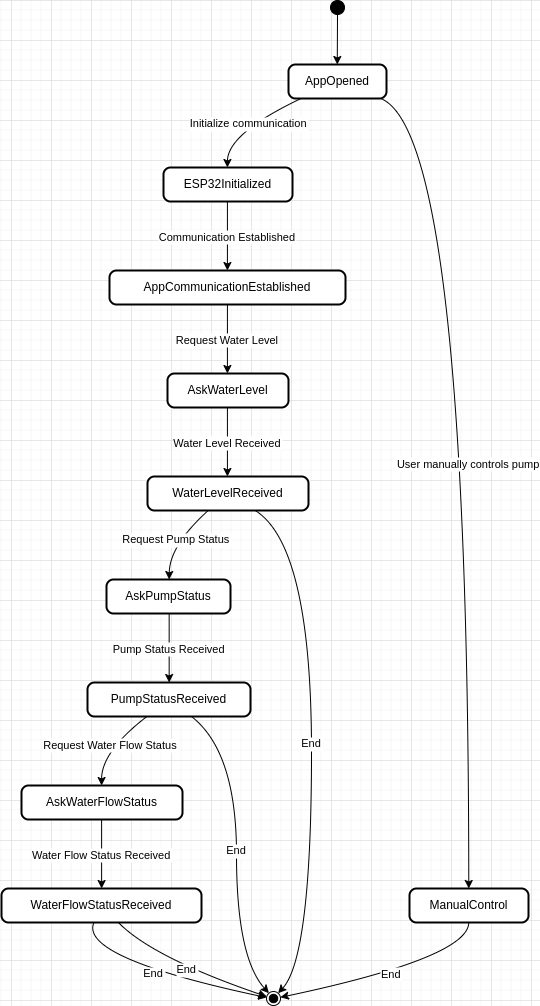 AppOpened
Initialize communication
ESP32Initialized
Communication Established
AppCommunicationEstablished
Request Water Level
AskWaterLevel
Water Level Received
User manually controls pump
WaterLevelReceived
Request Pump Status
AskPumpStatus
Pump Status Received
PumpStatusReceived
Request Water Flow Status
End
AskWaterFlowStatus
Water Flow Status Received
End
WaterFlowStatusReceived
ManualControl
End
End
End